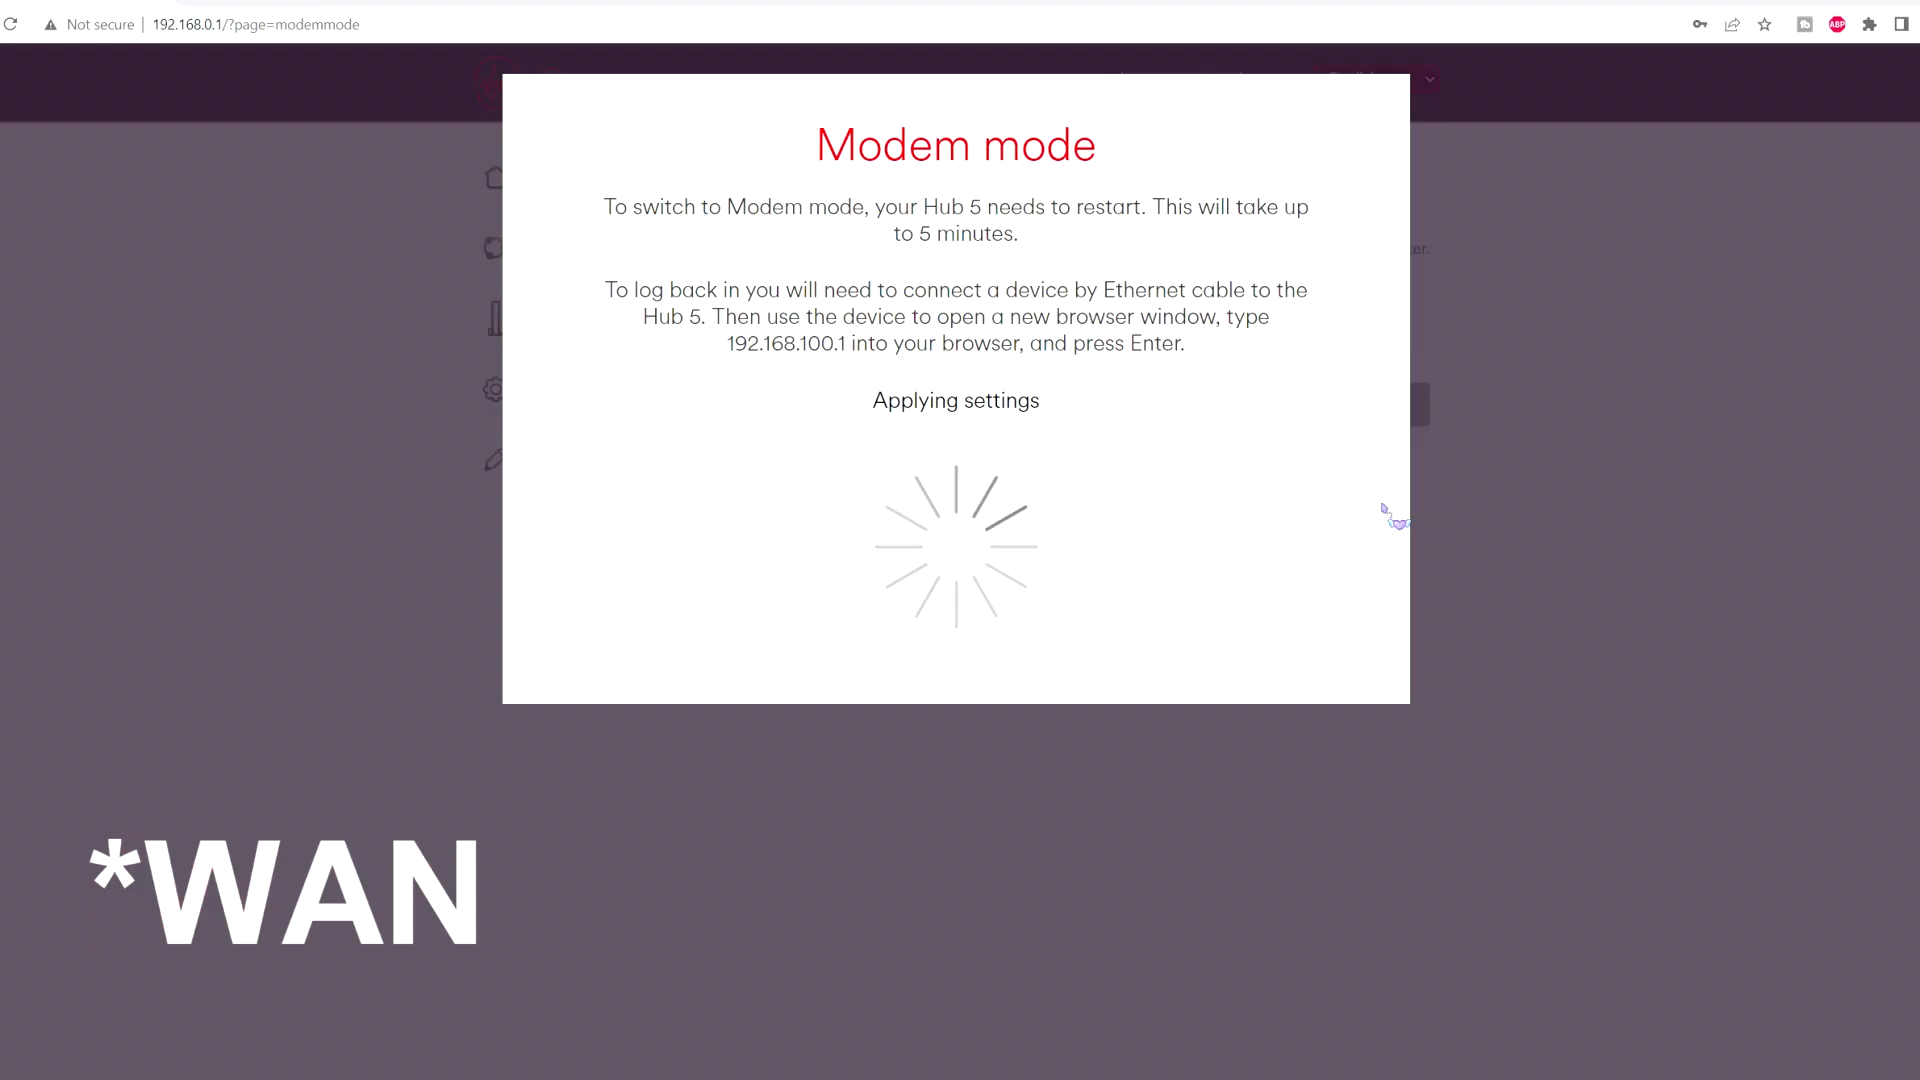 Not secure | 192.168.0.1/?page=modemmode
ABP
Modem mode
To switch to Modem mode, your Hub 5 needs to restart. This will take up
to 5 minutes.
er.
To log back in you will need to connect a device by Ethernet cable to the
Hub 5. Then use the device to open a new browser window, type
192.168.100.1 into your browser, and press Enter.
Applying settings
*WAN